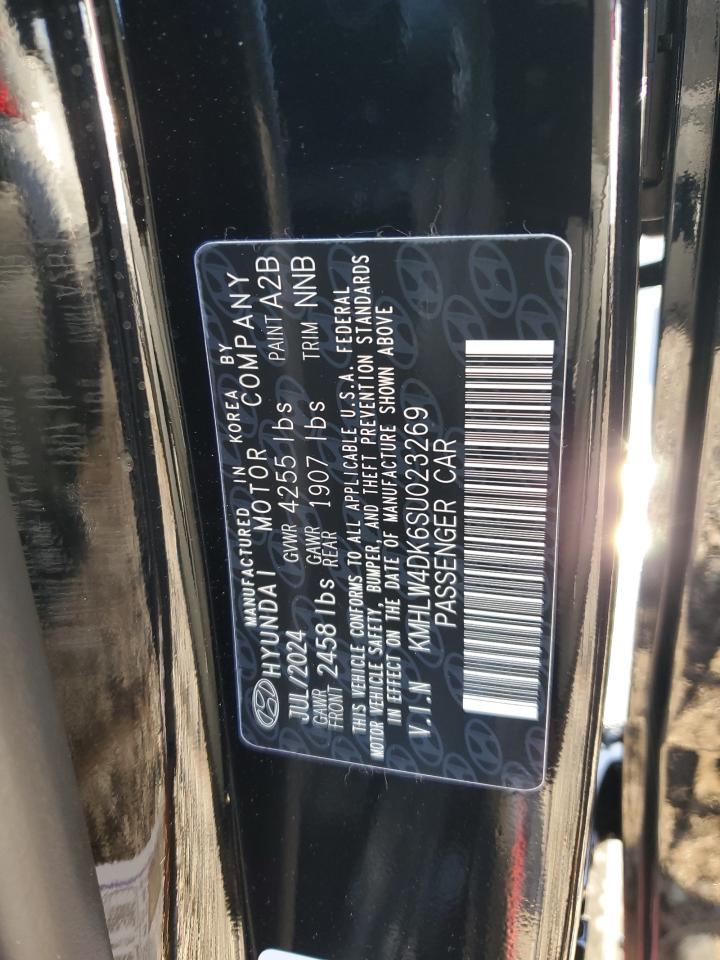 MANUFACTURED IN KOREA BY
HYUNDAI MOTOR COMPANY
JUL/2024 GVWR 4255 lbs PAINT A2B
GAWR FRONT 2458 lbs GAWR REAR 1907 lbs TRIM NNB
THIS VEHICLE CONFORMS TO ALL APPLICABLE U.S.A. FEDERAL
MOTOR VEHICLE SAFETY, BUMPER, AND THEFT PREVENTION STANDARDS
IN EFFECT ON THE DATE OF MANUFACTURE SHOWN ABOVE
V.I.N KMHLW4DK6SU023269
PASSENGER CAR